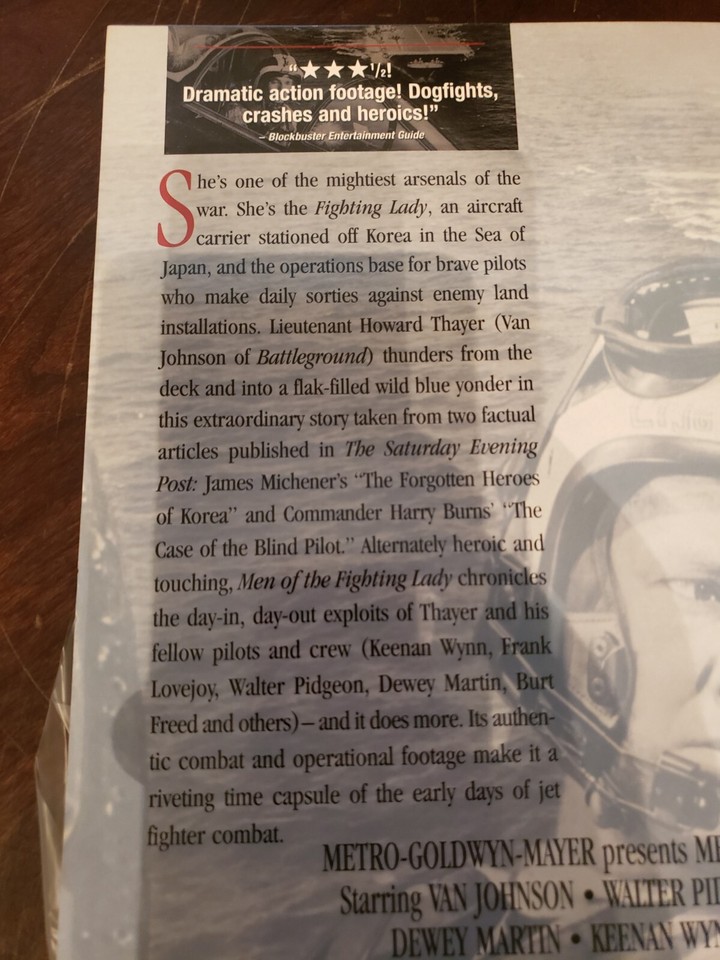 “★★★½!
Dramatic action footage! Dogfights,
crashes and heroics!”
– Blockbuster Entertainment Guide
She’s one of the mightiest arsenals of the
war. She’s the Fighting Lady, an aircraft
carrier stationed off Korea in the Sea of
Japan, and the operations base for brave pilots
who make daily sorties against enemy land
installations. Lieutenant Howard Thayer (Van
Johnson of Battleground) thunders from the
deck and into a flak-filled wild blue yonder in
this extraordinary story taken from two factual
articles published in The Saturday Evening
Post: James Michener’s “The Forgotten Heroes
of Korea” and Commander Harry Burns’ “The
Case of the Blind Pilot.” Alternately heroic and
touching, Men of the Fighting Lady chronicles
the day-in, day-out exploits of Thayer and his
fellow pilots and crew (Keenan Wynn, Frank
Lovejoy, Walter Pidgeon, Dewey Martin, Burt
Freed and others) – and it does more. Its authen-
tic combat and operational footage make it a
riveting time capsule of the early days of jet
fighter combat.
METRO-GOLDWYN-MAYER presents
Starring VAN JOHNSON • WALTER
DEWEY MARTIN • KEENAN